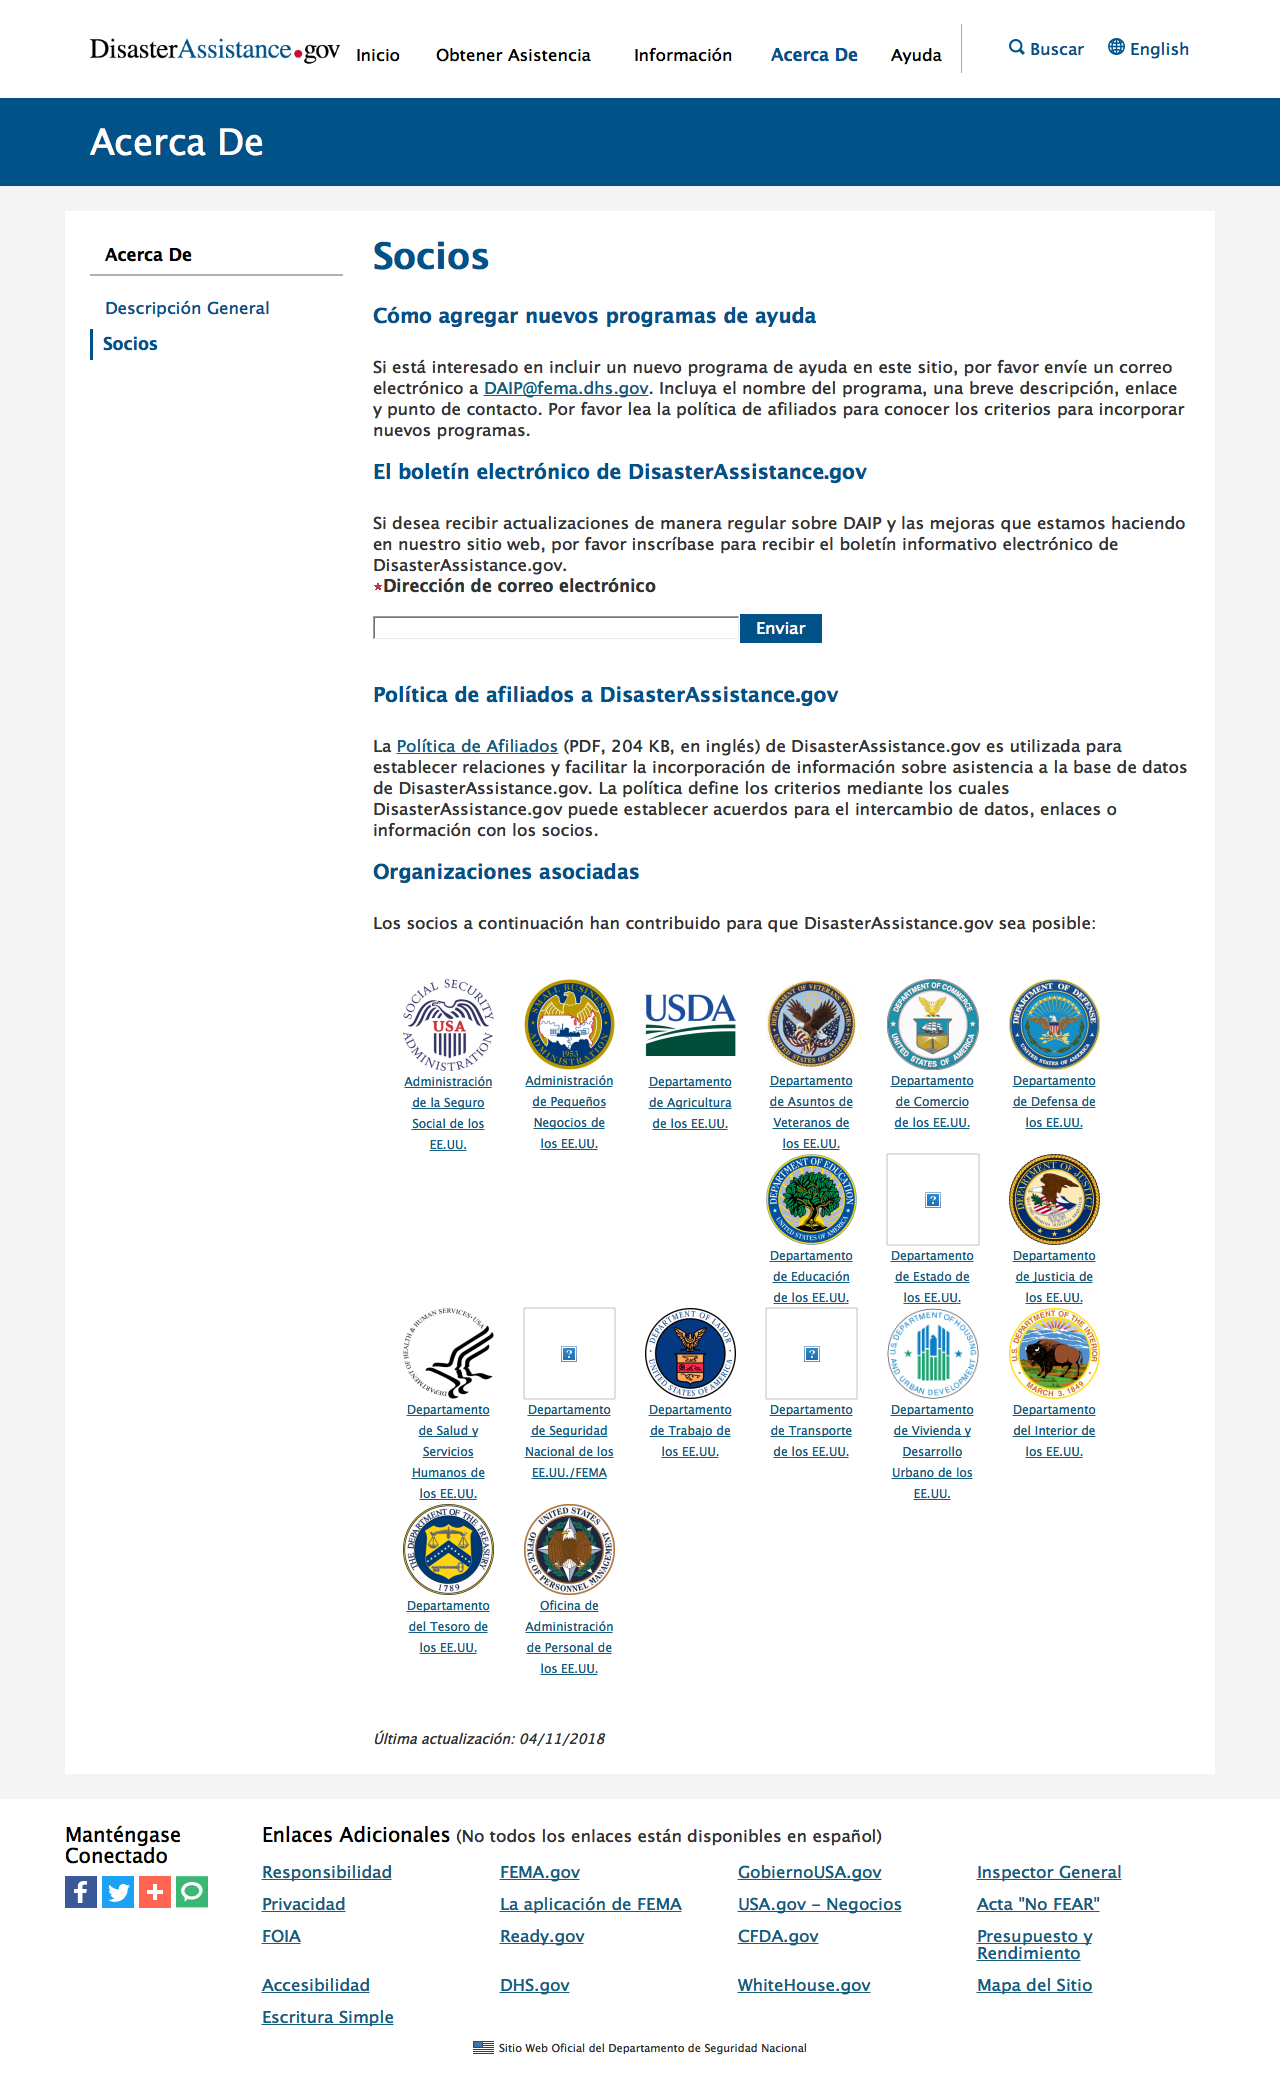 DisasterAssistance.gov
Inicio
Obtener Asistencia
Información
Acerca De
Ayuda
Buscar
English
Acerca De
Acerca De
Descripción General
Socios
Socios
Cómo agregar nuevos programas de ayuda
Si está interesado en incluir un nuevo programa de ayuda en este sitio, por favor envíe un correo
electrónico a DAIP@fema.dhs.gov. Incluya el nombre del programa, una breve descripción, enlace
y punto de contacto. Por favor lea la política de afiliados para conocer los criterios para incorporar
nuevos programas.
El boletín electrónico de DisasterAssistance.gov
Si desea recibir actualizaciones de manera regular sobre DAIP y las mejoras que estamos haciendo
en nuestro sitio web, por favor inscríbase para recibir el boletín informativo electrónico de
DisasterAssistance.gov.
*Dirección de correo electrónico
Enviar
Política de afiliados a DisasterAssistance.gov
La Política de Afiliados (PDF, 204 KB, en inglés) de DisasterAssistance.gov es utilizada para
establecer relaciones y facilitar la incorporación de información sobre asistencia a la base de datos
de DisasterAssistance.gov. La política define los criterios mediante los cuales
DisasterAssistance.gov puede establecer acuerdos para el intercambio de datos, enlaces o
información con los socios.
Organizaciones asociadas
Los socios a continuación han contribuido para que DisasterAssistance.gov sea posible:
SOCIAL SECURITY ADMINISTRATION
USA
Administración
de la Seguro
Social de los
EE.UU.
SMALL BUSINESS ADMINISTRATION
1953
Administración
de Pequeños
Negocios de
los EE.UU.
USDA
Departamento
de Agricultura
de los EE.UU.
DEPARTMENT OF VETERANS AFFAIRS
UNITED STATES OF AMERICA
Departamento
de Asuntos de
Veteranos de
los EE.UU.
DEPARTMENT OF COMMERCE
UNITED STATES OF AMERICA
Departamento
de Comercio
de los EE.UU.
DEPARTMENT OF DEFENSE
UNITED STATES OF AMERICA
Departamento
de Defensa de
los EE.UU.
DEPARTMENT OF EDUCATION
UNITED STATES OF AMERICA
Departamento
de Educación
de los EE.UU.
?
Departamento
de Estado de
los EE.UU.
DEPARTMENT OF JUSTICE
Departamento
de Justicia de
los EE.UU.
DEPARTMENT OF HEALTH & HUMAN SERVICES • USA
Departamento
de Salud y
Servicios
Humanos de
los EE.UU.
?
Departamento
de Seguridad
Nacional de los
EE.UU./FEMA
DEPARTMENT OF LABOR
UNITED STATES OF AMERICA
Departamento
de Trabajo de
los EE.UU.
?
Departamento
de Transporte
de los EE.UU.
U.S. DEPARTMENT OF HOUSING
AND URBAN DEVELOPMENT
Departamento
de Vivienda y
Desarrollo
Urbano de los
EE.UU.
U.S. DEPARTMENT OF THE INTERIOR
MARCH 3, 1849
Departamento
del Interior de
los EE.UU.
THE DEPARTMENT OF THE TREASURY
1789
Departamento
del Tesoro de
los EE.UU.
UNITED STATES
OFFICE OF PERSONNEL MANAGEMENT
Oficina de
Administración
de Personal de
los EE.UU.
Última actualización: 04/11/2018
Manténgase
Conectado
Enlaces Adicionales (No todos los enlaces están disponibles en español)
Responsibilidad
FEMA.gov
GobiernoUSA.gov
Inspector General
Privacidad
La aplicación de FEMA
USA.gov – Negocios
Acta "No FEAR"
FOIA
Ready.gov
CFDA.gov
Presupuesto y
Rendimiento
Accesibilidad
DHS.gov
WhiteHouse.gov
Mapa del Sitio
Escritura Simple
Sitio Web Oficial del Departamento de Seguridad Nacional